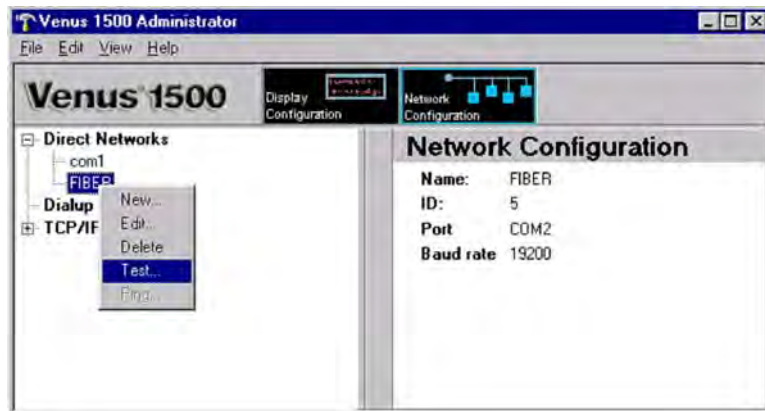 Venus 1500 Administrator
File Edit View Help
Venus 1500
Display
Configuration
Network
Configuration
Direct Networks
com1
FIBER
Dialup
TCP/IP
New...
Edit...
Delete
Test...
Ping...
Network Configuration
Name: FIBER
ID: 5
Port COM2
Baud rate 19200